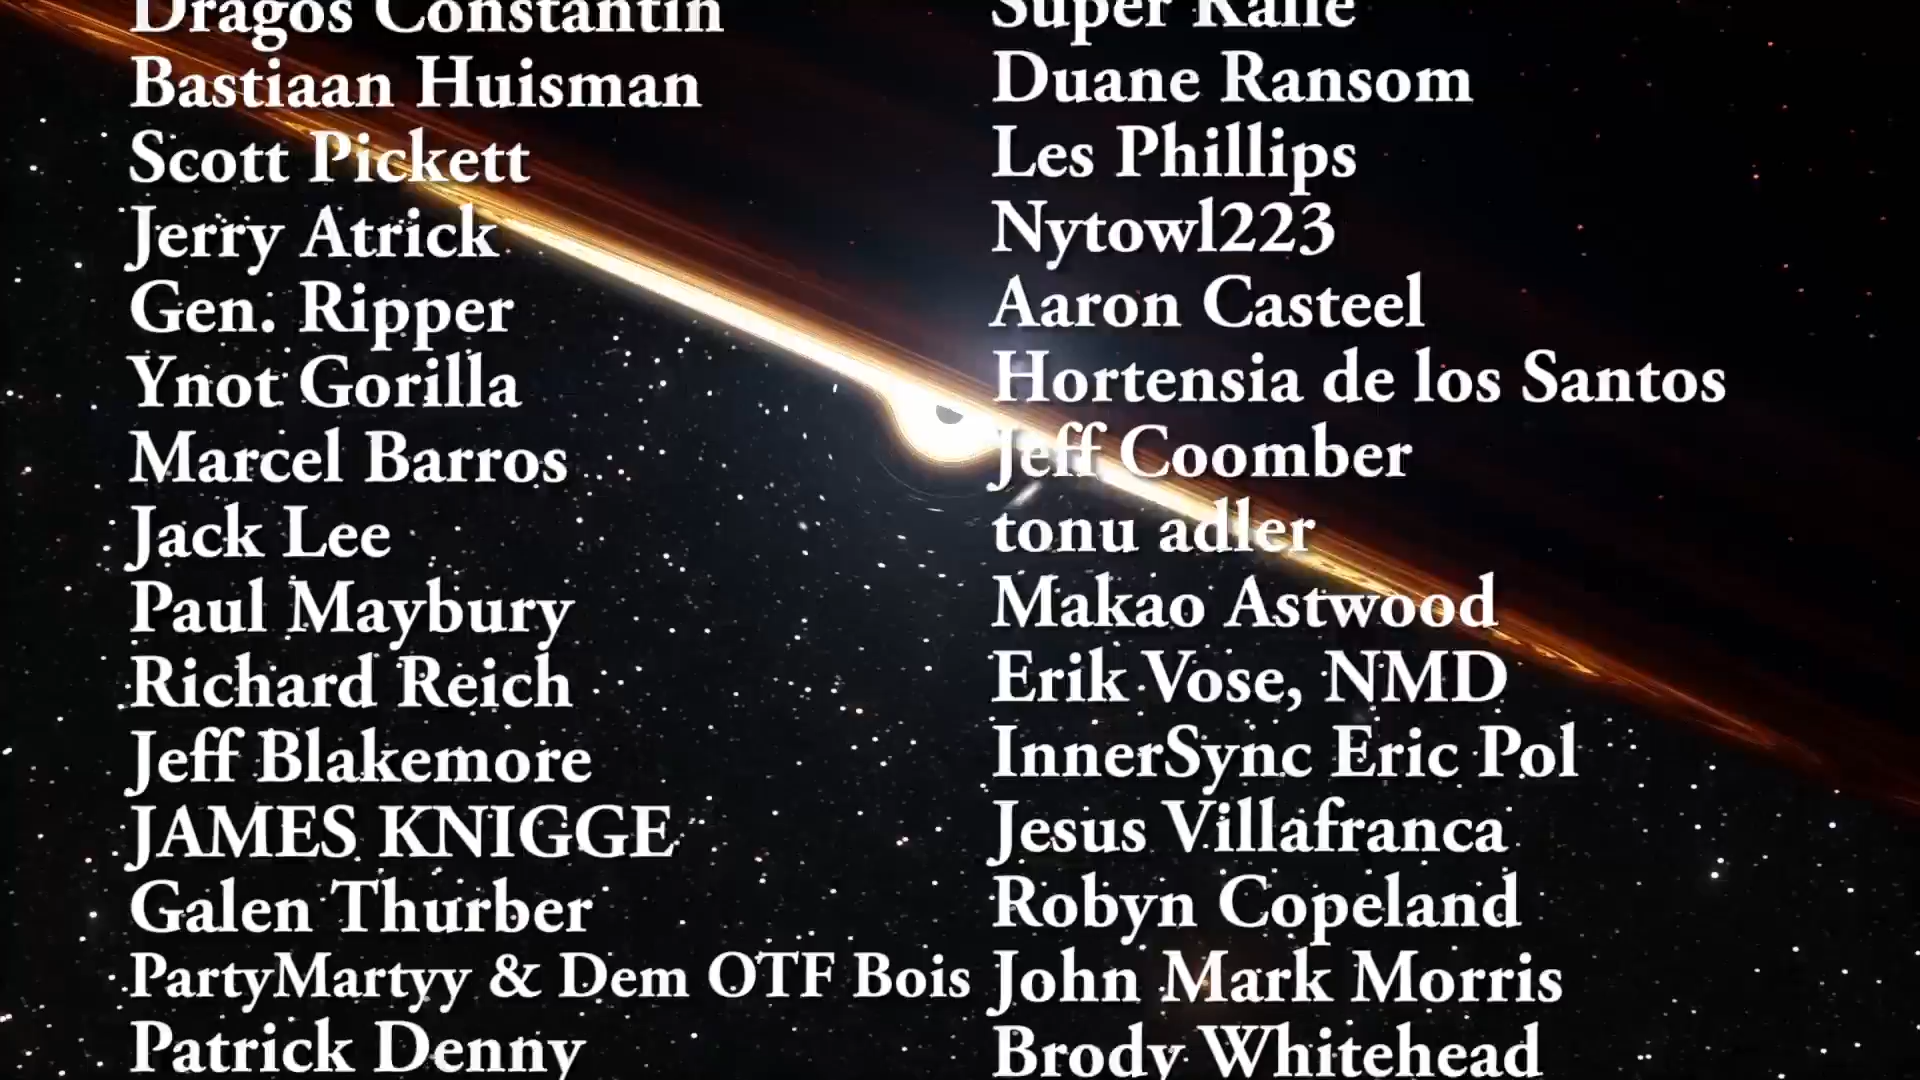 Dragos Constantin
Bastiaan Huisman
Scott Pickett
Jerry Atrick
Gen. Ripper
Ynot Gorilla
Marcel Barros
Jack Lee
Paul Maybury
Richard Reich
Jeff Blakemore
JAMES KNIGGE
Galen Thurber
PartyMartyy & Dem OTF Bois
Patrick Denny
Super
Duane Ransom
Les Phillips
Nytowl223
Aaron Casteel
Hortensia de los Santos
Jeff Coomber
tonu adler
Makao Astwood
Erik Vose, NMD
InnerSync Eric Pol
Jesus Villafranca
Robyn Copeland
John Mark Morris
Brody Whitehead